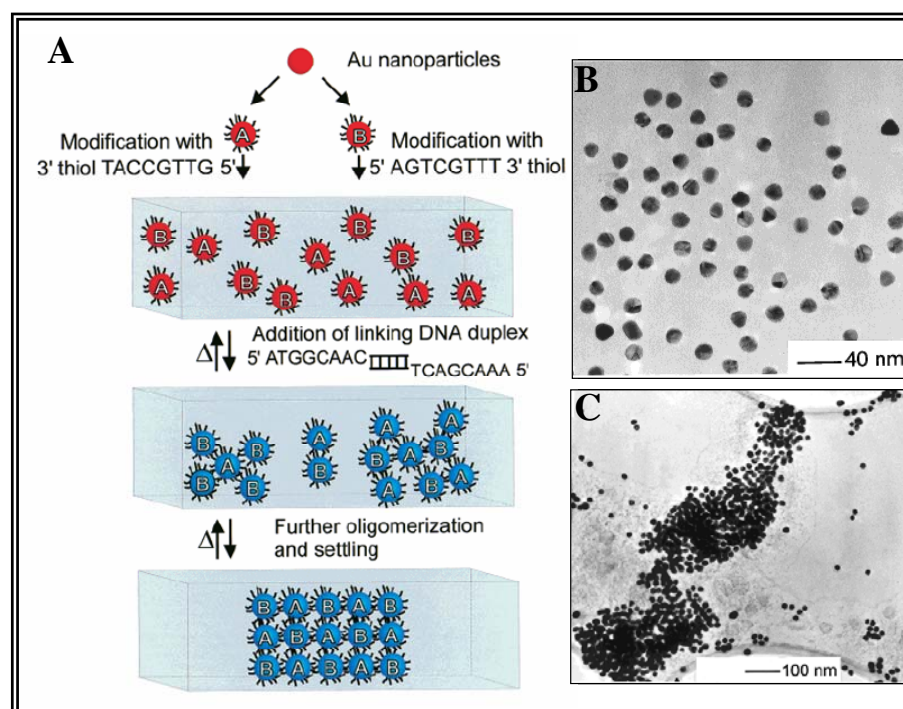 A
Au nanoparticles
A
B
Modification with
3' thiol TACCGTTG 5'
Modification with
5' AGTCGTTT 3' thiol
B
A
B
B
A
B
B
A
B
B
A
A
A
Addition of linking DNA duplex
Δ
5' ATGGCAAC
TCAGCAAA 5'
B
A
B
B
B
A
B
A
B
A
B
A
B
A
Δ
Further oligomerization
and settling
B A B A B
A B A B A
B A B A B
B
40 nm
C
100 nm